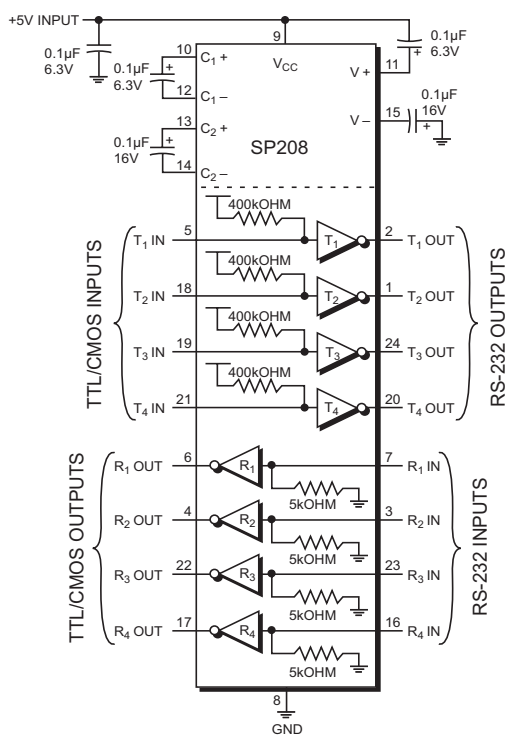 +5V INPUT
0.1µF
6.3V
9
VCC
10
C1 +
0.1µF
6.3V
12
C1 –
13
C2 +
0.1µF
16V
14
C2 –
0.1µF
6.3V
11
V +
0.1µF
16V
15
V –
SP208
TTL/CMOS INPUTS
400kOHM
T1 IN
5
T1
2
T1 OUT
400kOHM
T2 IN
18
T2
1
T2 OUT
400kOHM
T3 IN
19
T3
24
T3 OUT
400kOHM
T4 IN
21
T4
20
T4 OUT
RS-232 OUTPUTS
TTL/CMOS OUTPUTS
R1 OUT
6
R1
7
R1 IN
5kOHM
R2 OUT
4
R2
3
R2 IN
5kOHM
R3 OUT
22
R3
23
R3 IN
5kOHM
R4 OUT
17
R4
16
R4 IN
5kOHM
RS-232 INPUTS
8
GND